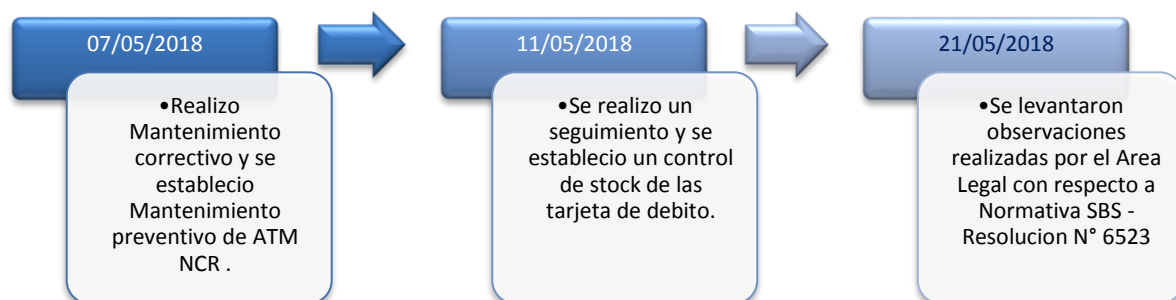 07/05/2018
•Realizo
Mantenimiento
correctivo y se
establecio
Mantenimiento
preventivo de ATM
NCR .
11/05/2018
•Se realizo un
seguimiento y se
establecio un control
de stock de las
tarjeta de debito.
21/05/2018
•Se levantaron
observaciones
realizadas por el Area
Legal con respecto a
Normativa SBS -
Resolucion N° 6523